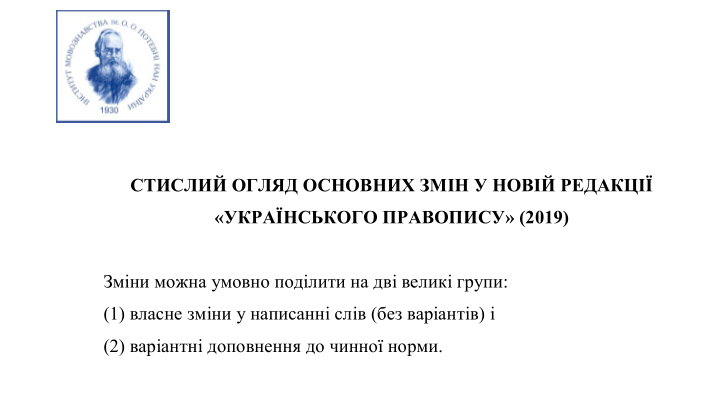 ІНСТИТУТ МОВОЗНАВСТВА ім. О. О. ПОТЕБНІ НАН УКРАЇНИ
1930
СТИСЛИЙ ОГЛЯД ОСНОВНИХ ЗМІН У НОВІЙ РЕДАКЦІЇ
«УКРАЇНСЬКОГО ПРАВОПИСУ» (2019)
Зміни можна умовно поділити на дві великі групи:
(1) власне зміни у написанні слів (без варіантів) і
(2) варіантні доповнення до чинної норми.